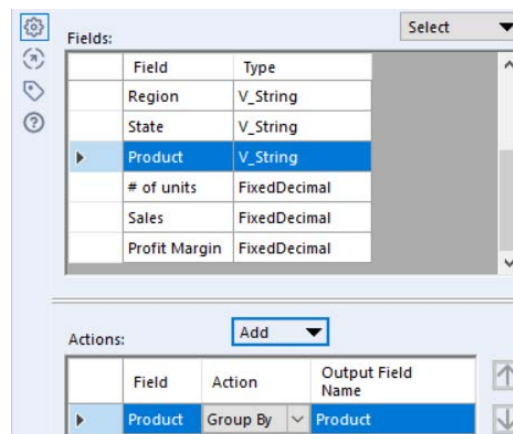 Select
Fields:
Field Type
Region V_String
State V_String
Product V_String
# of units FixedDecimal
Sales FixedDecimal
Profit Margin FixedDecimal
Actions:
Add
Field Action Output Field Name
Product Group By Product